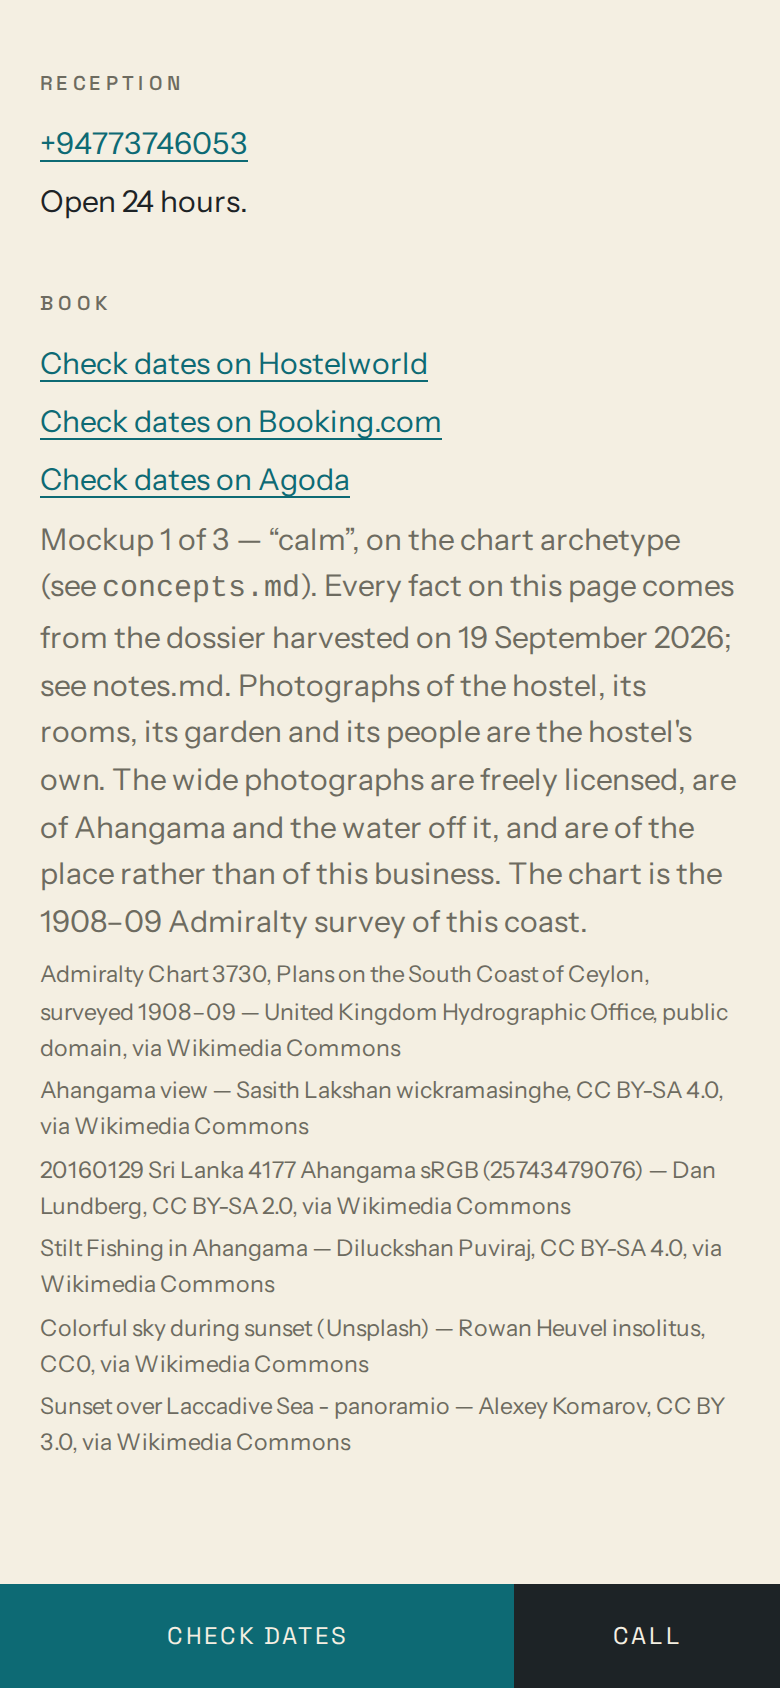 RECEPTION
+94773746053
Open 24 hours.
BOOK
Check dates on Hostelworld
Check dates on Booking.com
Check dates on Agoda
Mockup 1 of 3 — “calm”, on the chart archetype
(see concepts.md). Every fact on this page comes
from the dossier harvested on 19 September 2026;
see notes.md. Photographs of the hostel, its
rooms, its garden and its people are the hostel's
own. The wide photographs are freely licensed, are
of Ahangama and the water off it, and are of the
place rather than of this business. The chart is the
1908–09 Admiralty survey of this coast.
Admiralty Chart 3730, Plans on the South Coast of Ceylon,
surveyed 1908–09 — United Kingdom Hydrographic Office, public
domain, via Wikimedia Commons
Ahangama view — Sasith Lakshan wickramasinghe, CC BY-SA 4.0,
via Wikimedia Commons
20160129 Sri Lanka 4177 Ahangama sRGB (25743479076) — Dan
Lundberg, CC BY-SA 2.0, via Wikimedia Commons
Stilt Fishing in Ahangama — Diluckshan Puviraj, CC BY-SA 4.0, via
Wikimedia Commons
Colorful sky during sunset (Unsplash) — Rowan Heuvel insolitus,
CC0, via Wikimedia Commons
Sunset over Laccadive Sea - panoramio — Alexey Komarov, CC BY
3.0, via Wikimedia Commons
CHECK DATES
CALL